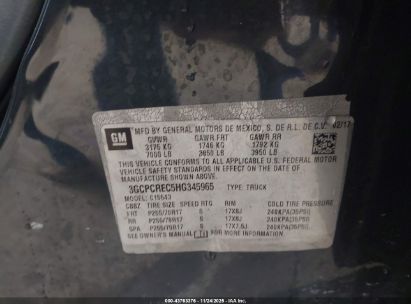 GM
MFD BY GENERAL MOTORS DE MEXICO, S. DE R.L. DE C.V. 02/17
GVWR GAWR FRT GAWR RR
3175 KG 1746 KG 1792 KG
7000 LB 3850 LB 3950 LB
THIS VEHICLE CONFORMS TO ALL APPLICABLE U.S. FEDERAL MOTOR
VEHICLE SAFETY STANDARDS IN EFFECT ON THE DATE OF
MANUFACTURE SHOWN ABOVE.
3GCPCREC5HG345965 TYPE: TRUCK
MODEL: C15543
TIRE SIZE SPEED RTG RIM COLD TIRE PRESSURE
FRT P255/70R17 S 17X8J 240KPA(35PSI)
RR P255/70R17 S 17X8J 240KPA(35PSI)
SPA P255/70R17 S 240KPA(35PSI)
SEE OWNER'S MANUAL FOR MORE INFORMATION.